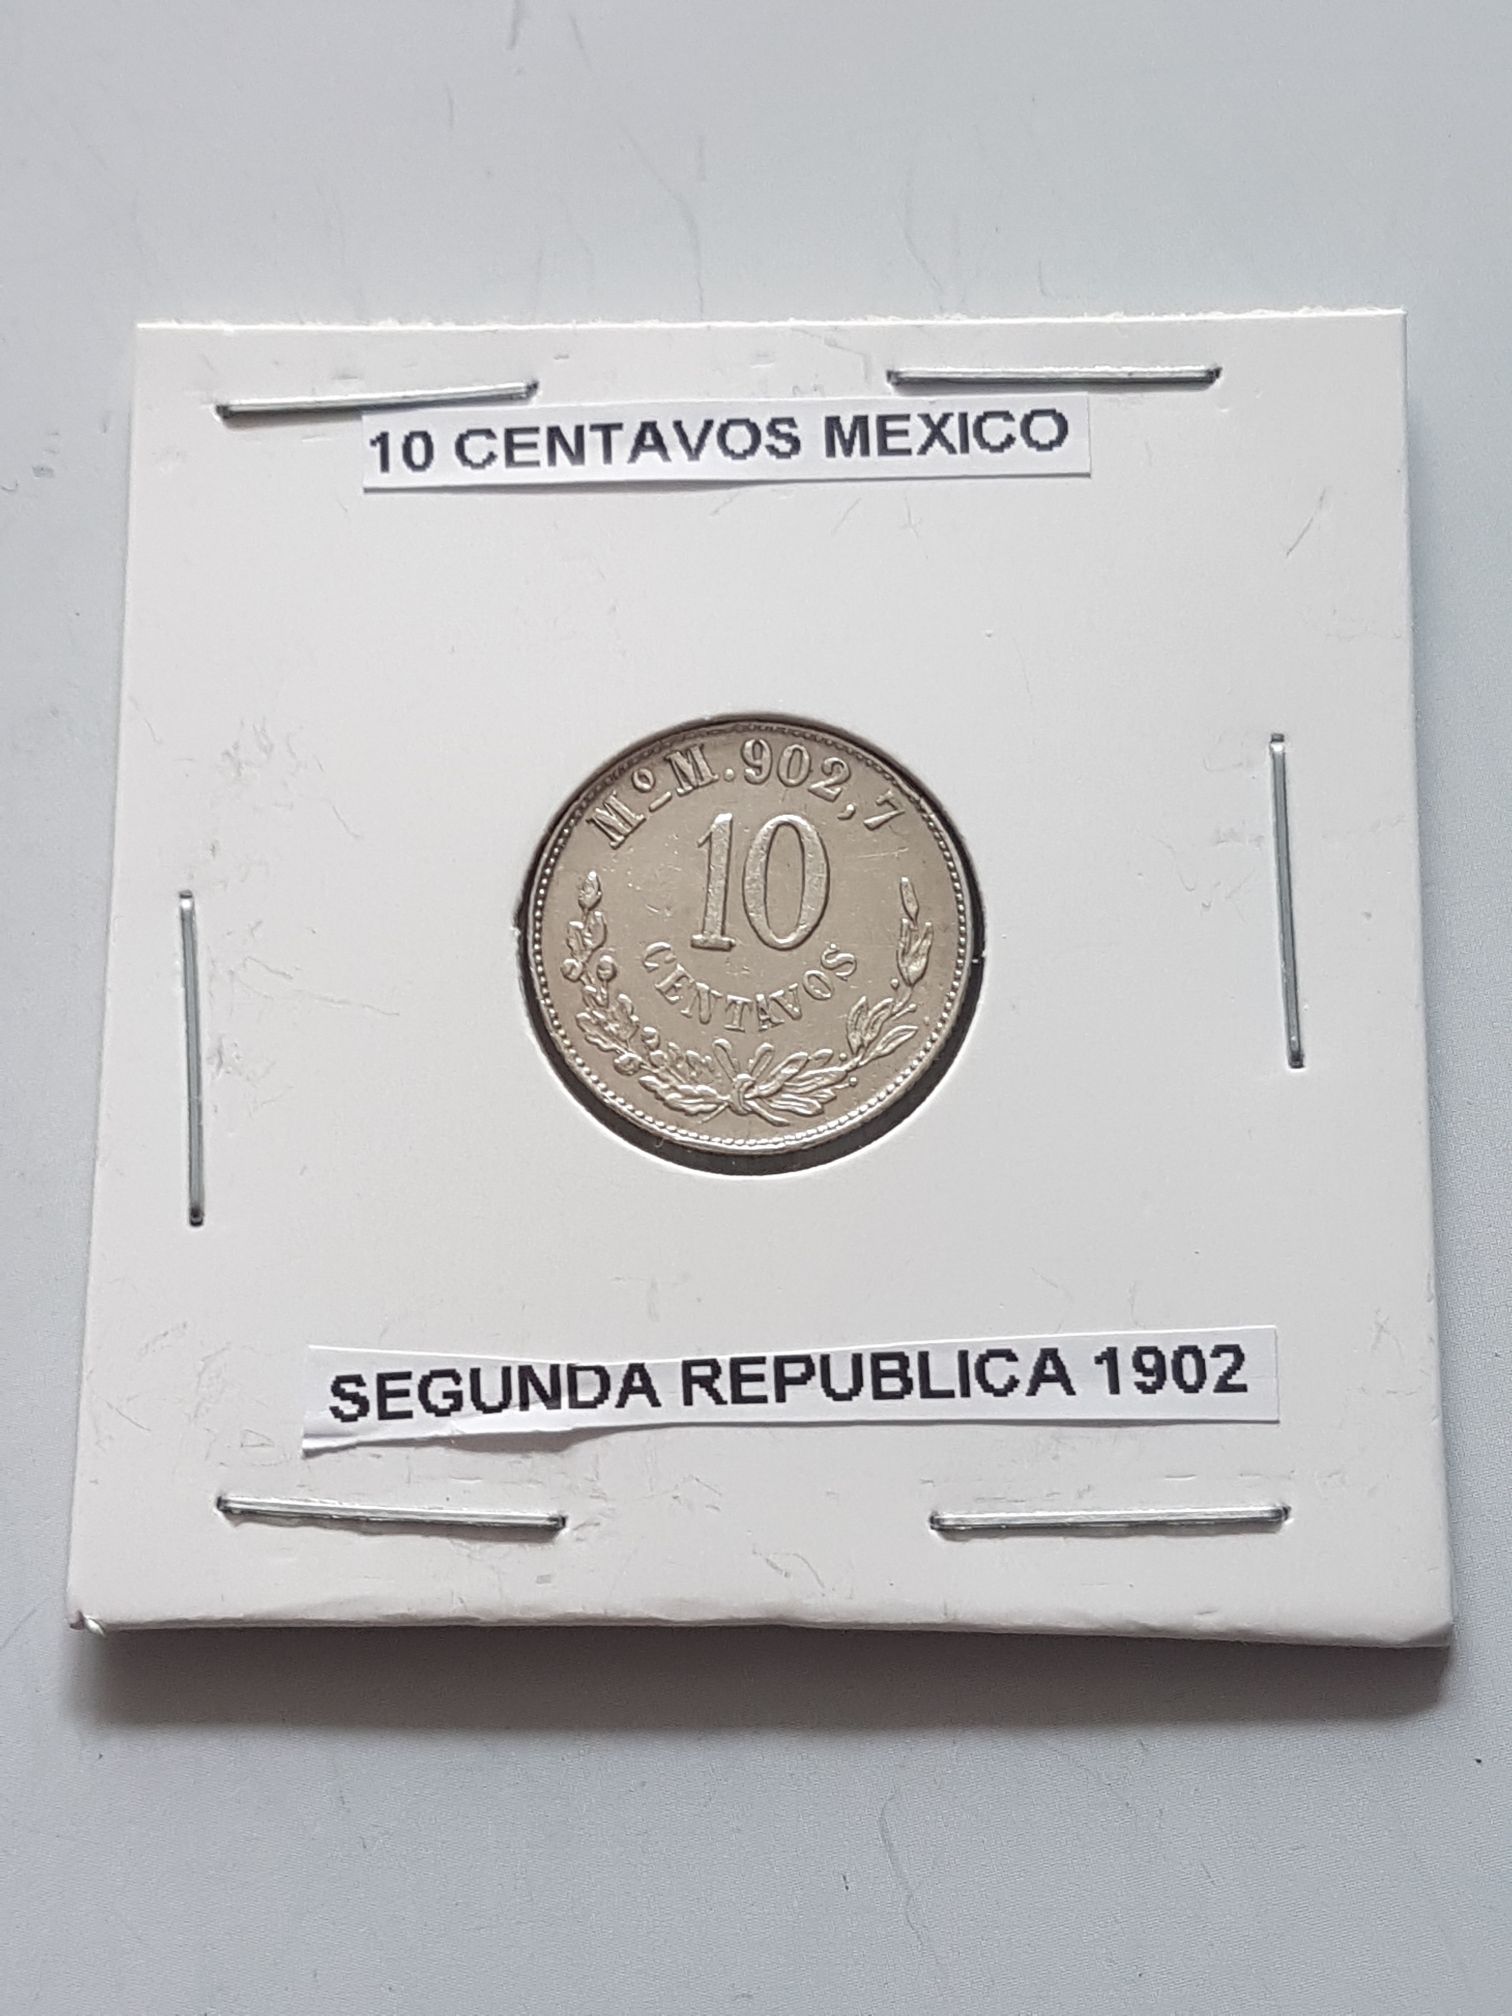 10 CENTAVOS MEXICO
Mº M. 902,7
10
CENTAVOS
SEGUNDA REPUBLICA 1902